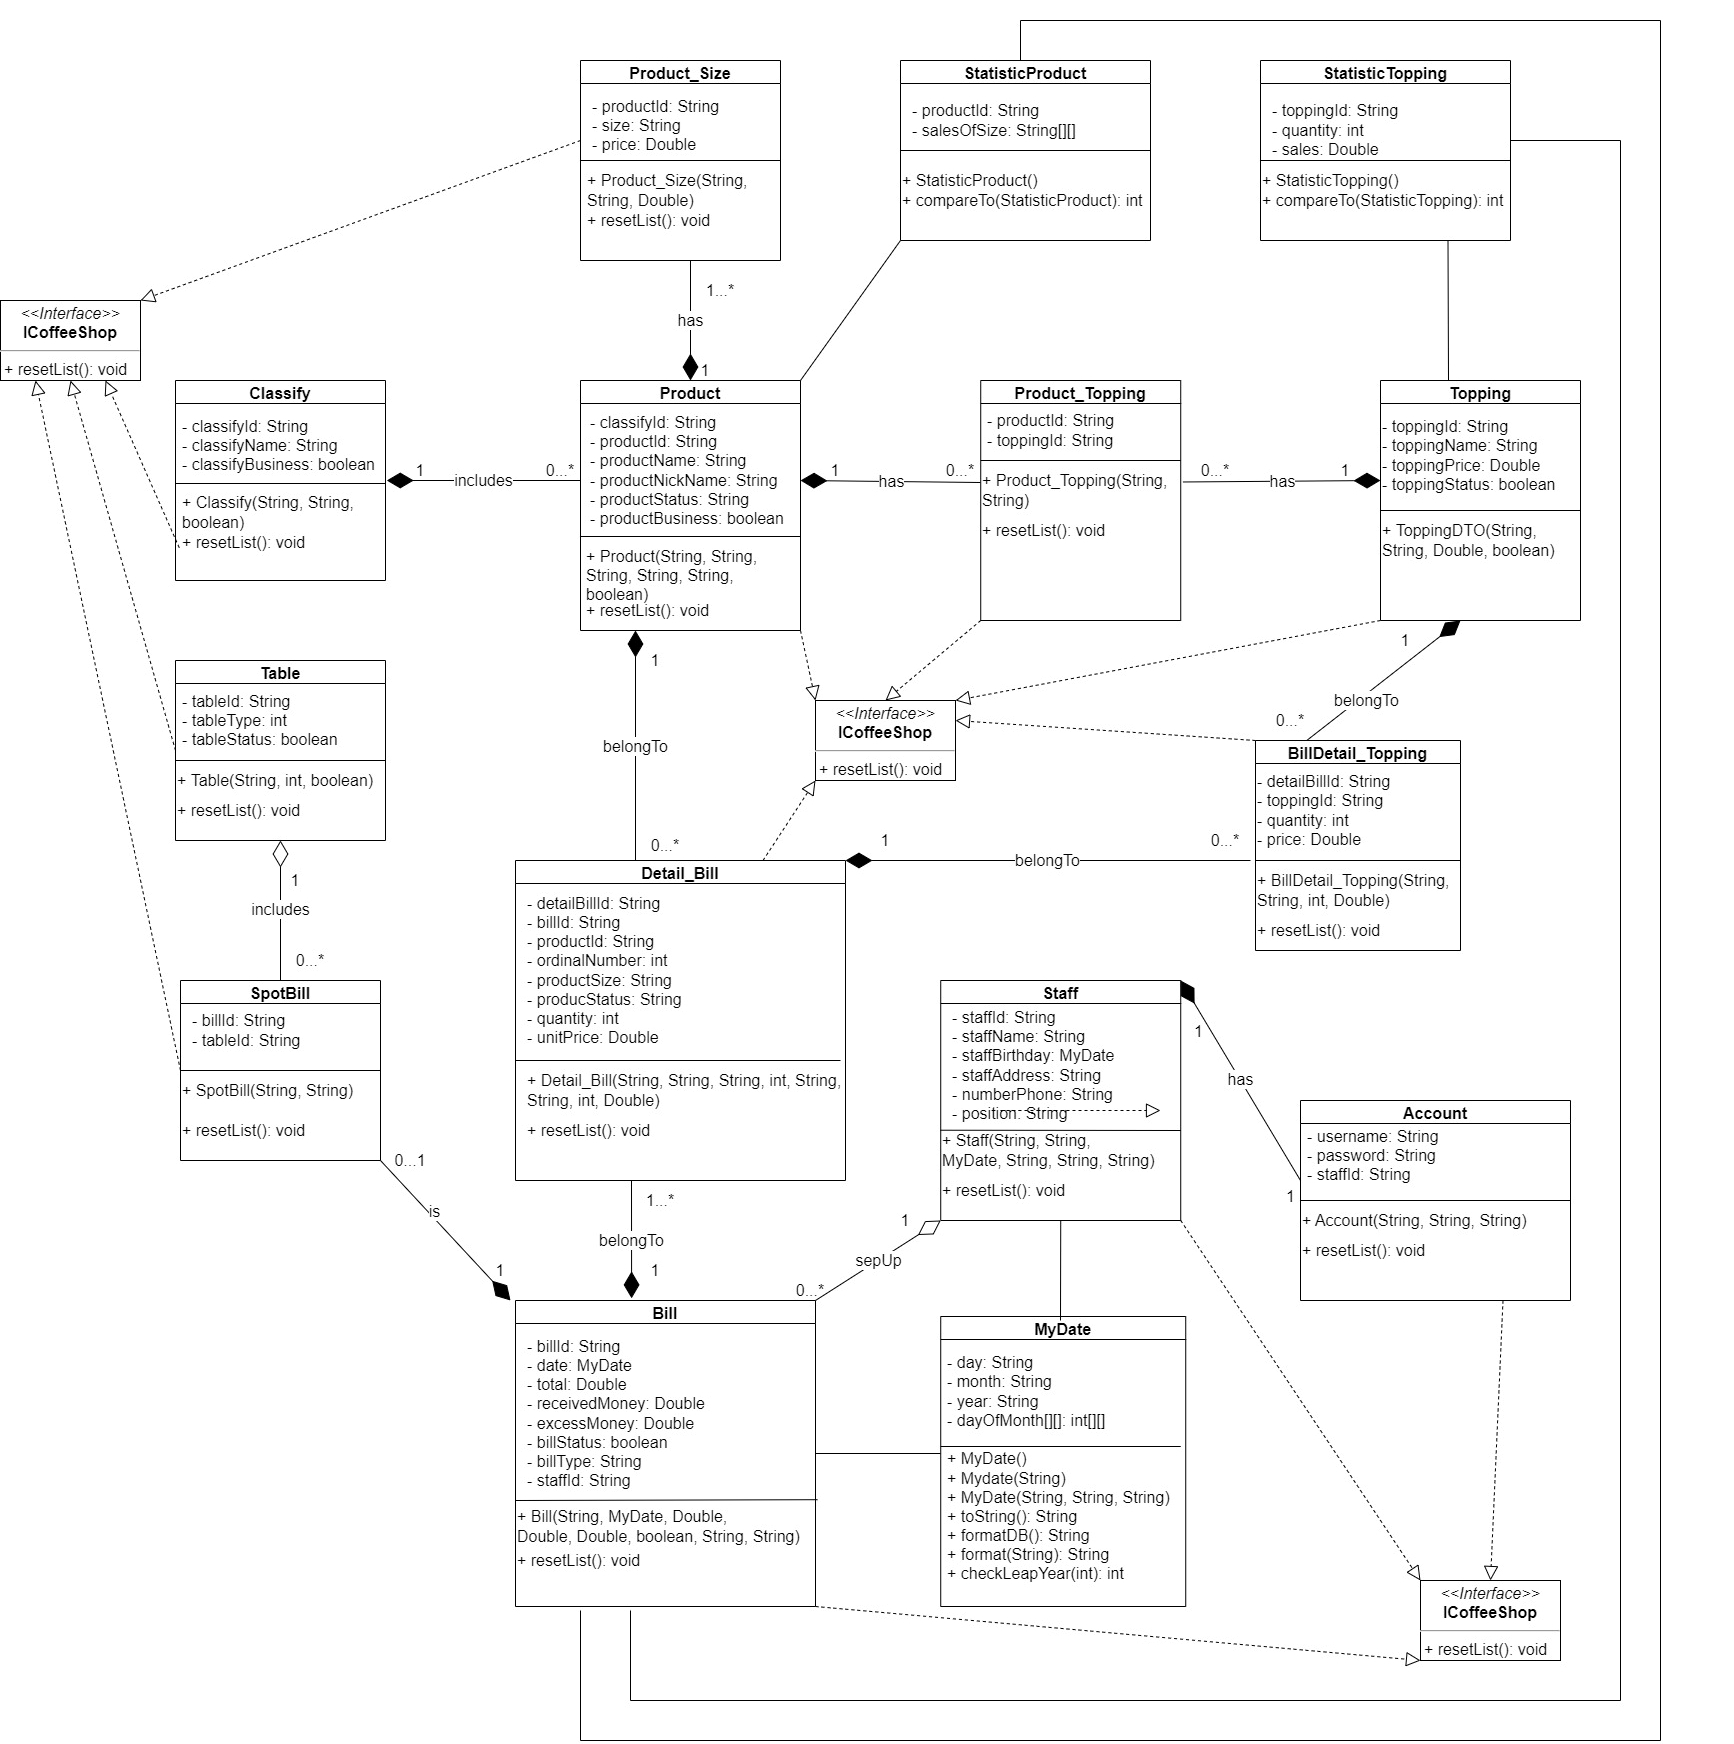 Product_Size
- productId: String
- size: String
- price: Double
+ Product_Size(String,
String, Double)
+ resetList(): void
StatisticProduct
- productId: String
- salesOfSize: String[][]
+ StatisticProduct()
+ compareTo(StatisticProduct): int
StatisticTopping
- toppingId: String
- quantity: int
- sales: Double
+ StatisticTopping()
+ compareTo(StatisticTopping): int
<<Interface>>
ICoffeeShop
+ resetList(): void
1...*
has
1
Classify
- classifyId: String
- classifyName: String
- classifyBusiness: boolean
+ Classify(String, String,
boolean)
+ resetList(): void
1
includes
0...*
Product
- classifyId: String
- productId: String
- productName: String
- productNickName: String
- productStatus: String
- productBusiness: boolean
+ Product(String, String,
String, String, String,
boolean)
+ resetList(): void
1
has
0...*
Product_Topping
- productId: String
- toppingId: String
+ Product_Topping(String,
String)
+ resetList(): void
0...*
has
1
Topping
- toppingId: String
- toppingName: String
- toppingPrice: Double
- toppingStatus: boolean
+ ToppingDTO(String,
String, Double, boolean)
1
belongTo
0...*
Table
- tableId: String
- tableType: int
- tableStatus: boolean
+ Table(String, int, boolean)
+ resetList(): void
1
belongTo
0...*
<<Interface>>
ICoffeeShop
+ resetList(): void
BillDetail_Topping
- detailBillId: String
- toppingId: String
- quantity: int
- price: Double
+ BillDetail_Topping(String,
String, int, Double)
+ resetList(): void
1
belongTo
0...*
1
includes
0...*
Detail_Bill
- detailBillId: String
- billId: String
- productId: String
- ordinalNumber: int
- productSize: String
- producStatus: String
- quantity: int
- unitPrice: Double
+ Detail_Bill(String, String, String, int, String,
String, int, Double)
+ resetList(): void
SpotBill
- billId: String
- tableId: String
+ SpotBill(String, String)
+ resetList(): void
Staff
- staffId: String
- staffName: String
- staffBirthday: MyDate
- staffAddress: String
- numberPhone: String
- position: String
+ Staff(String, String,
MyDate, String, String, String)
+ resetList(): void
1
has
1
Account
- username: String
- password: String
- staffId: String
+ Account(String, String, String)
+ resetList(): void
0...1
is
1
1...*
belongTo
1
1
sepUp
0...*
Bill
- billId: String
- date: MyDate
- total: Double
- receivedMoney: Double
- excessMoney: Double
- billStatus: boolean
- billType: String
- staffId: String
+ Bill(String, MyDate, Double,
Double, Double, boolean, String, String)
+ resetList(): void
MyDate
- day: String
- month: String
- year: String
- dayOfMonth[][]: int[][]
+ MyDate()
+ Mydate(String)
+ MyDate(String, String, String)
+ toString(): String
+ formatDB(): String
+ format(String): String
+ checkLeapYear(int): int
<<Interface>>
ICoffeeShop
+ resetList(): void